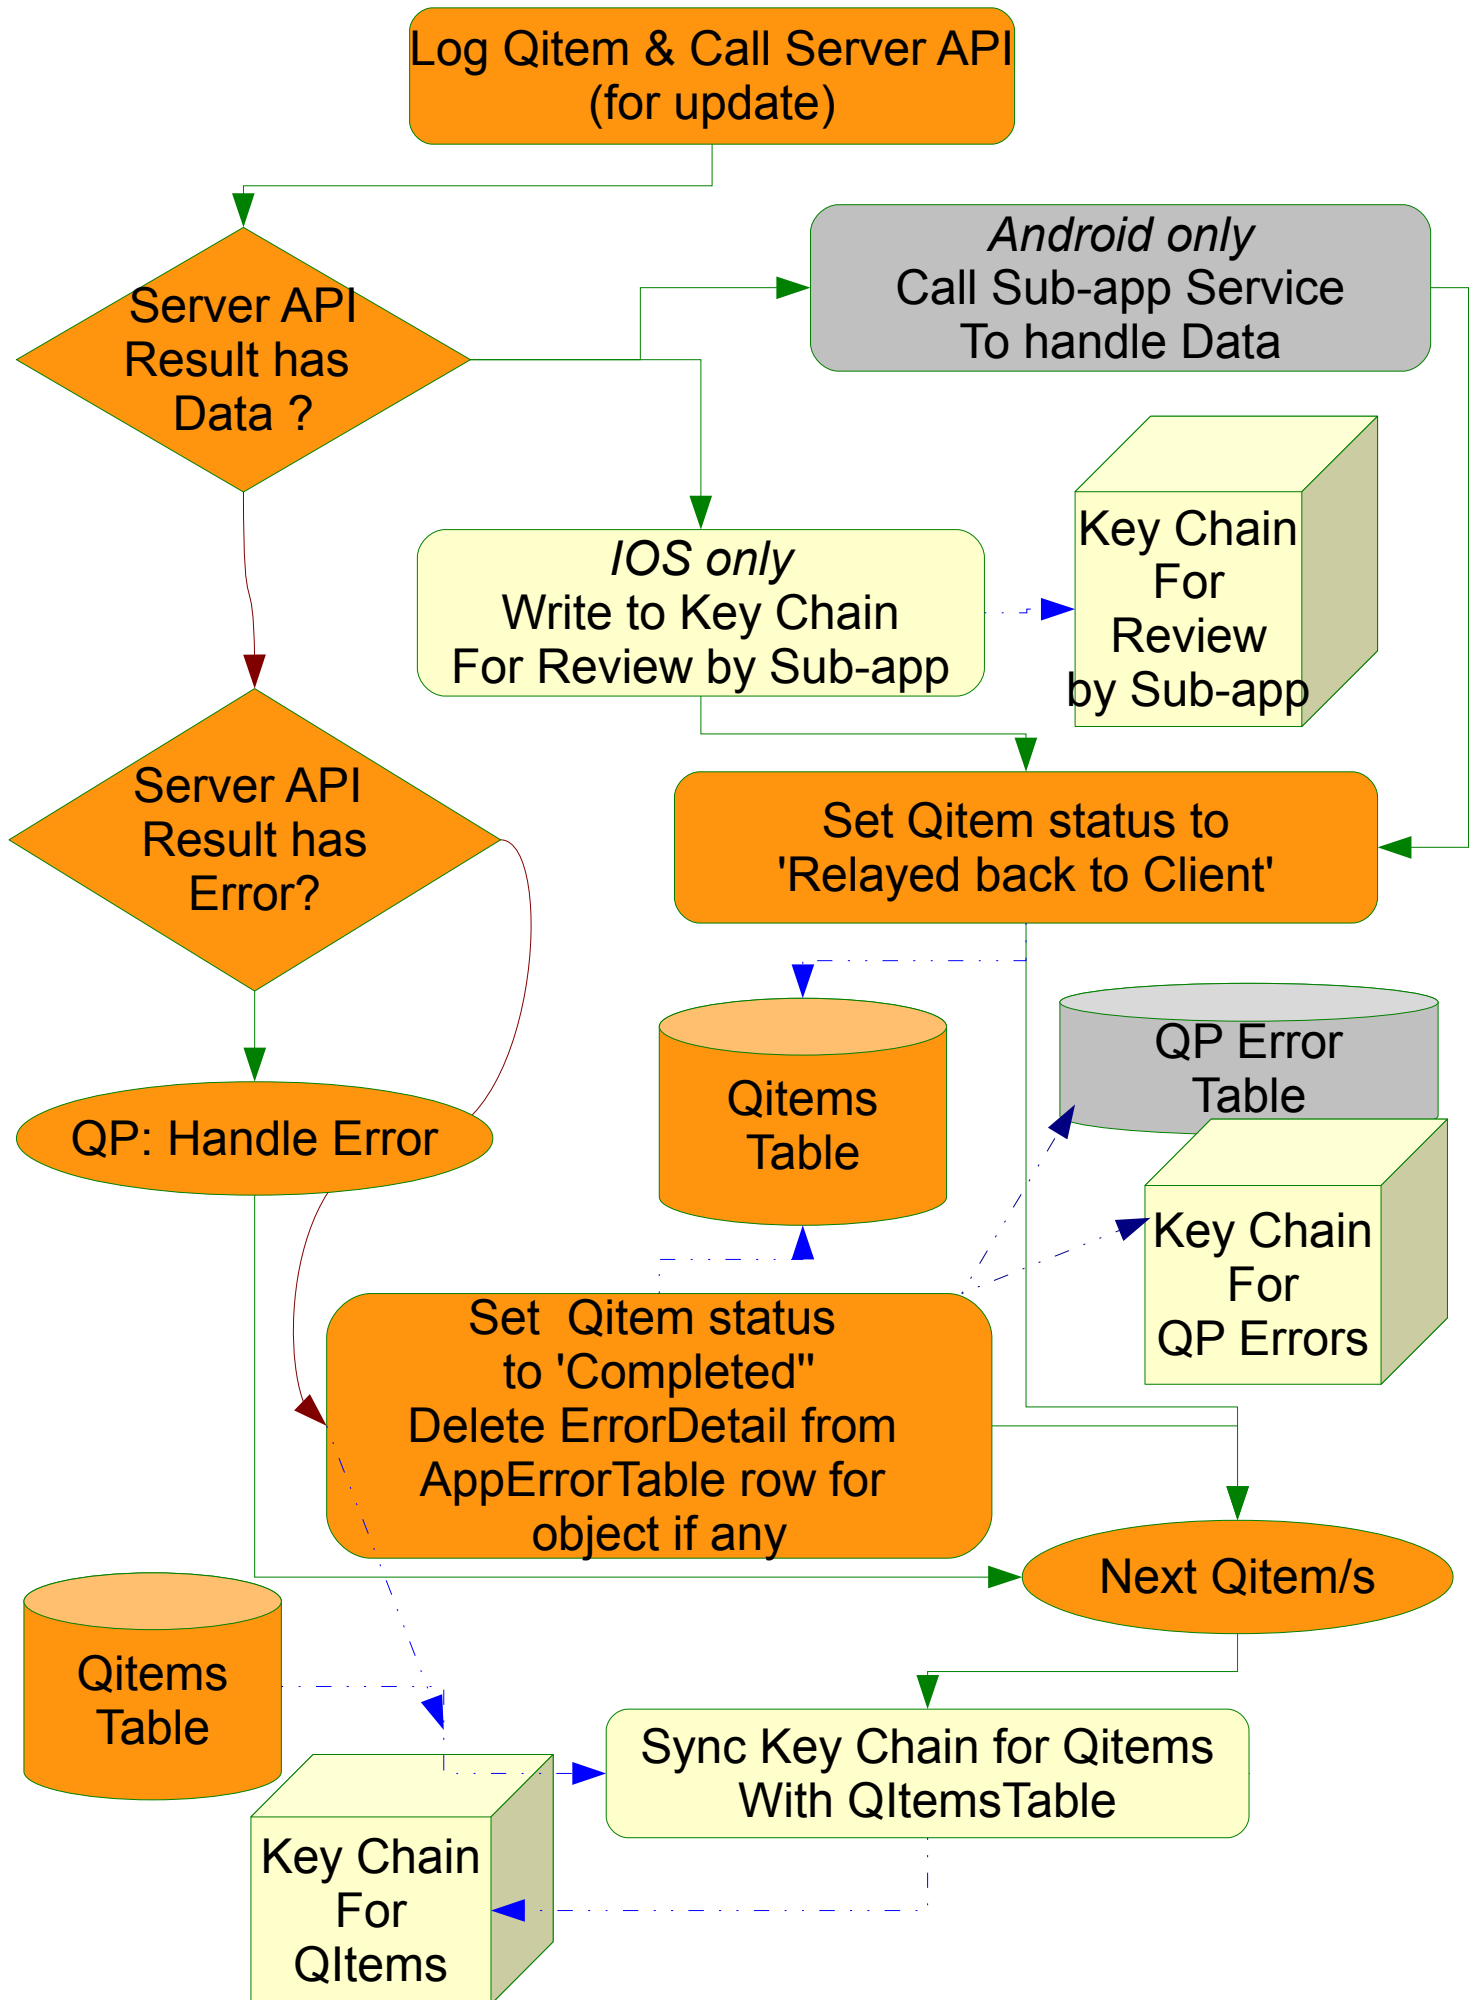 Log Qitem & Call Server API
(for update)
Android only
Call Sub-app Service
To handle Data
Server API
Result has
Data ?
Key Chain
For
Review
by Sub-app
IOS only
Write to Key Chain
For Review by Sub-app
Server API
Result has
Error?
Set Qitem status to
'Relayed back to Client'
QP Error
Table
Qitems
Table
QP: Handle Error
Key Chain
For
QP Errors
Set  Qitem status
to 'Completed"
Delete ErrorDetail from
AppErrorTable row for
object if any
Next Qitem/s
Qitems
Table
Sync Key Chain for Qitems
With QItemsTable
Key Chain
For
QItems